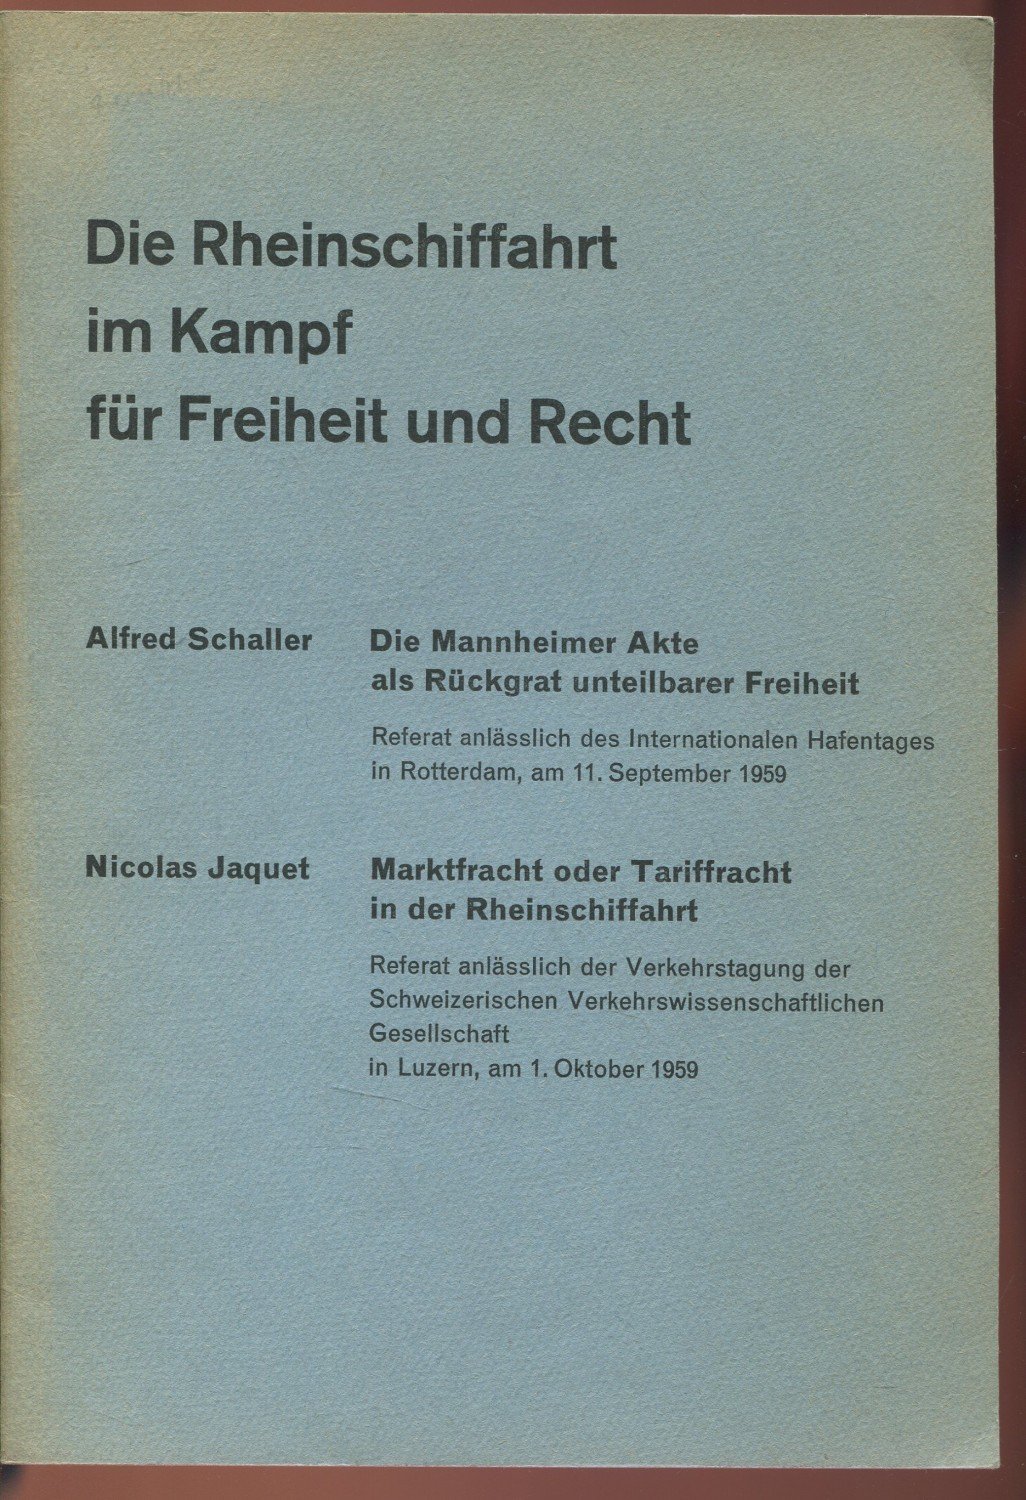 Die Rheinschiffahrt
im Kampf
für Freiheit und Recht
Alfred Schaller
Die Mannheimer Akte
als Rückgrat unteilbarer Freiheit
Referat anlässlich des Internationalen Hafentages
in Rotterdam, am 11. September 1959
Nicolas Jaquet
Marktfracht oder Tariffracht
in der Rheinschiffahrt
Referat anlässlich der Verkehrstagung der
Schweizerischen Verkehrswissenschaftlichen
Gesellschaft
in Luzern, am 1. Oktober 1959